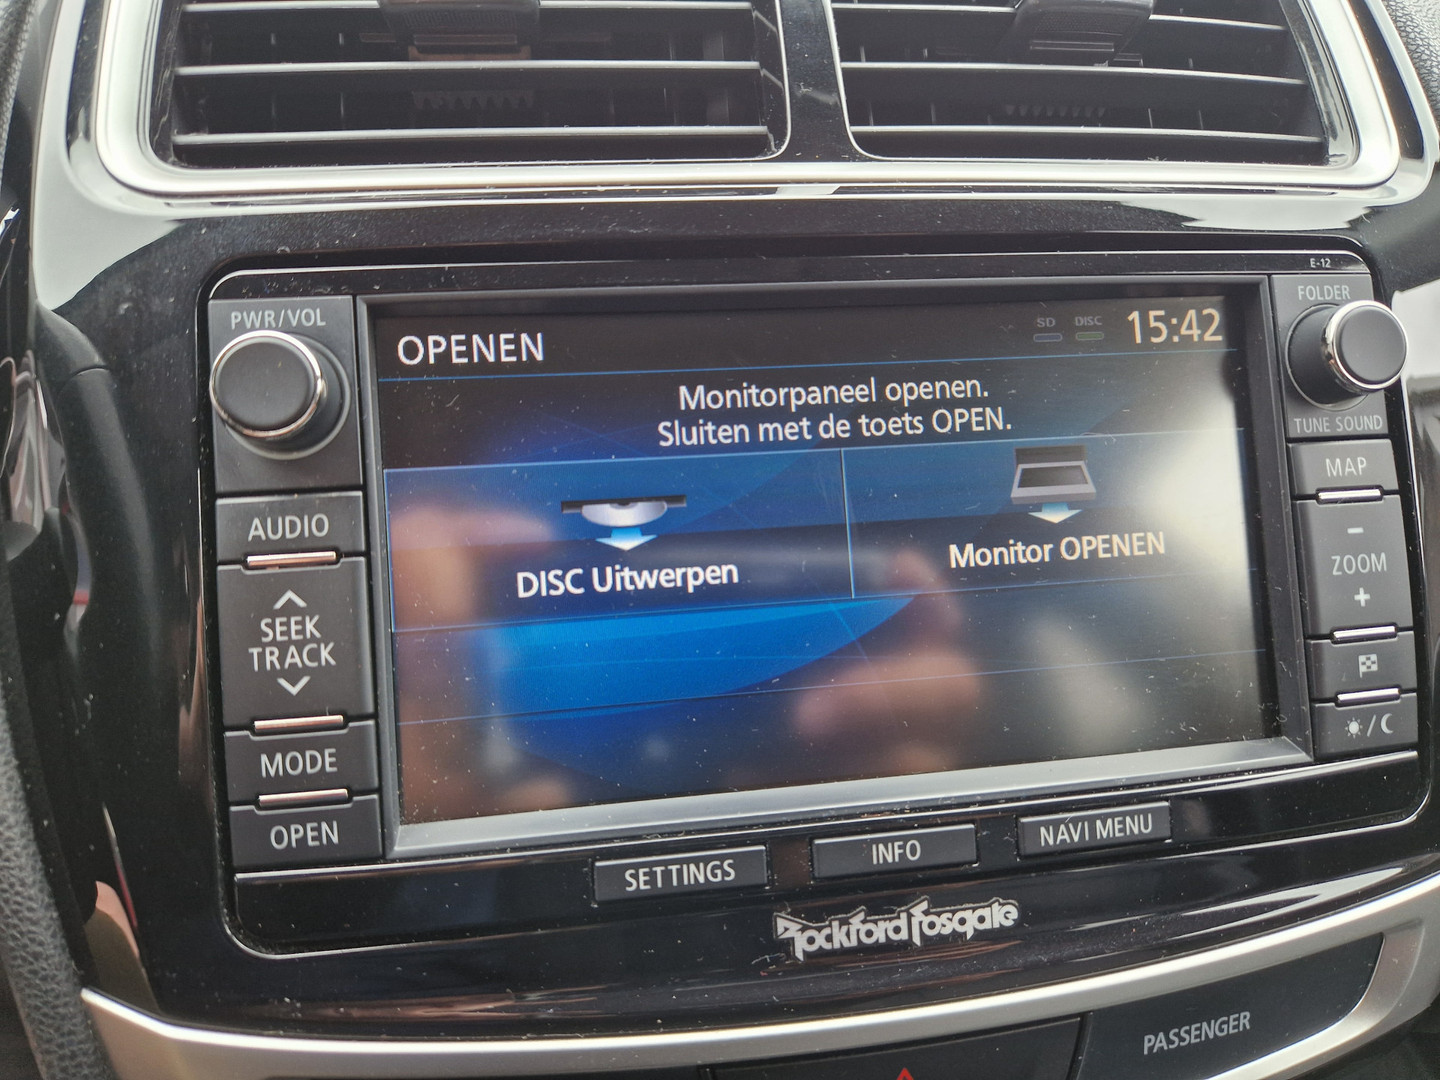 E-12
PWR/VOL
FOLDER
OPENEN
SD
DISC
15:42
Monitorpaneel openen.
Sluiten met de toets OPEN.
TUNE SOUND
MAP
AUDIO
DISC Uitwerpen
Monitor OPENEN
ZOOM
SEEK
TRACK
MODE
OPEN
SETTINGS
INFO
NAVI MENU
Rockford Fosgate
PASSENGER